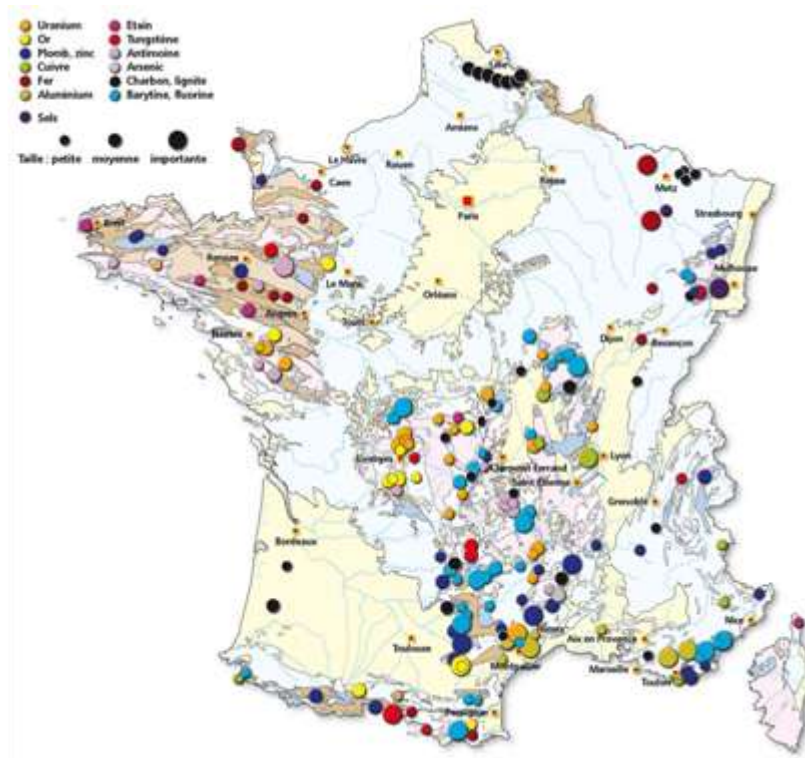 Uranium
Or
Plomb, zinc
Cuivre
Fer
Aluminium
Sels
Etain
Tungstène
Antimoine
Arsenic
Charbon, lignite
Barytine, fluorine
Taille : petite moyenne importante
Lille
Amiens
Le Havre
Rouen
Caen
Reims
Metz
Paris
Strasbourg
Brest
Rennes
Le Mans
Orléans
Mulhouse
Angers
Tours
Nantes
Dijon
Besançon
Limoges
Clermont Ferrand
Lyon
Saint Etienne
Grenoble
Bordeaux
Nimes
Nice
Toulouse
Montpellier
Aix en Provence
Marseille
Toulon
Perpignan